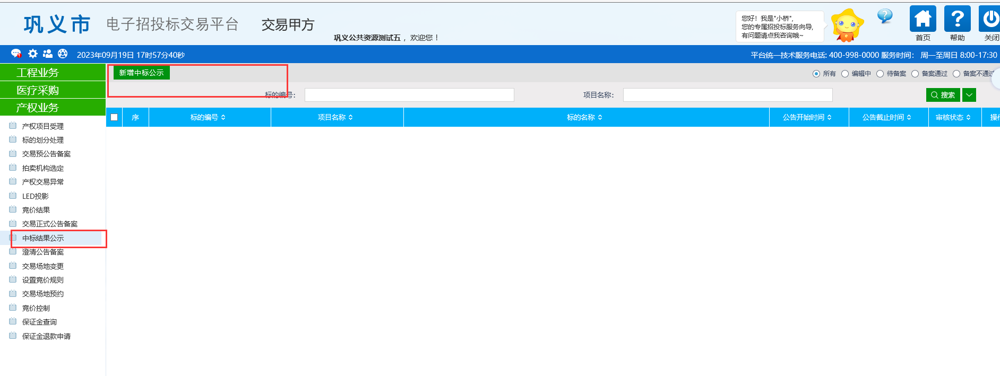 巩义市 电子招投标交易平台 交易甲方
巩义公共资源测试五 ，欢迎您！
您好！我是"小桥",
您的专属招投标服务向导,
有问题请点我咨询哦~
首页 帮助 关闭
2023年09月19日 17时57分40秒
平台统一技术服务电话: 400-998-0000 服务时间： 周一至周日 8:00-17:30
工程业务
医疗采购
产权业务
产权项目受理
标的划分处理
交易预公告备案
拍卖机构选定
产权交易异常
LED投影
竞价结果
交易正式公告备案
中标结果公示
澄清公告备案
交易场地变更
设置竞价规则
交易场地预约
竞价控制
保证金查询
保证金退款申请
新增中标公示
所有 编辑中 待备案 备案通过 备案不通过
标的编号： 项目名称： 搜索
序 标的编号 项目名称 标的名称 公告开始时间 公告截止时间 审核状态 操作